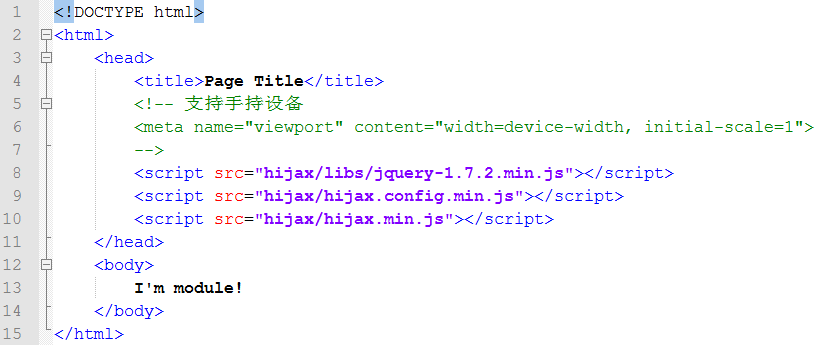 1 <!DOCTYPE html>
2 <html>
3 <head>
4 <title>Page Title</title>
5 <!-- 支持手持设备
6 <meta name="viewport" content="width=device-width, initial-scale=1">
7 -->
8 <script src="hijax/libs/jquery-1.7.2.min.js"></script>
9 <script src="hijax/hijax.config.min.js"></script>
10 <script src="hijax/hijax.min.js"></script>
11 </head>
12 <body>
13 I'm module!
14 </body>
15 </html>